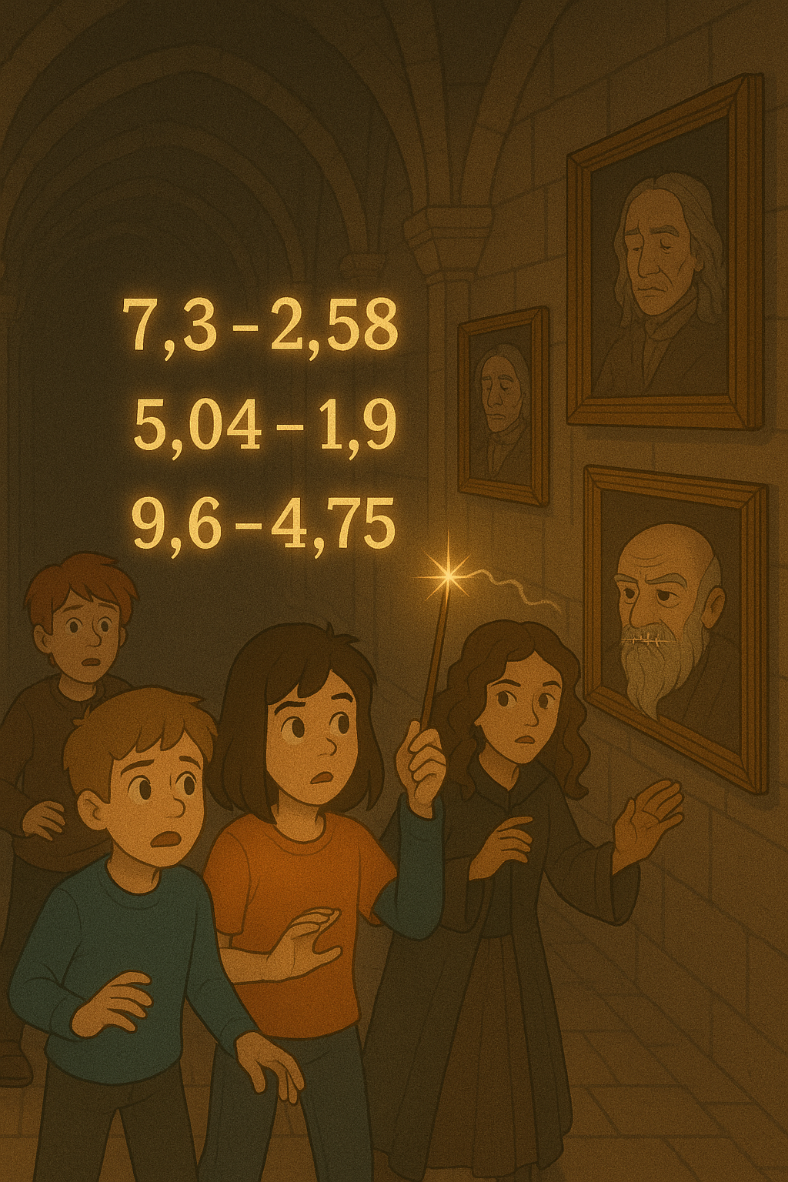 7,3 – 2,58
5,04 – 1,9
9,6 – 4,75